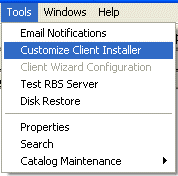 Tools Windows Help
Email Notifications
Customize Client Installer
Client Wizard Configuration
Test RBS Server
Disk Restore
Properties
Search
Catalog Maintenance